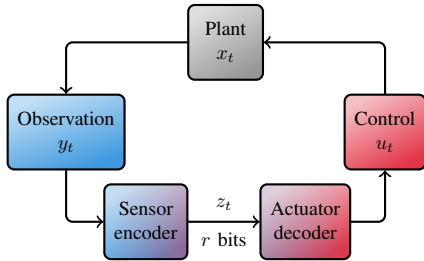 Plant
x_t
Observation
y_t
Control
u_t
Sensor
encoder
z_t
r bits
Actuator
decoder